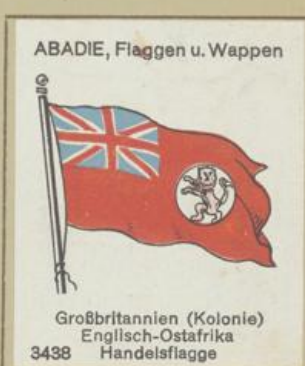 ABADIE, Flaggen u. Wappen
Großbritannien (Kolonie)
Englisch-Ostafrika
3438 Handelsflagge